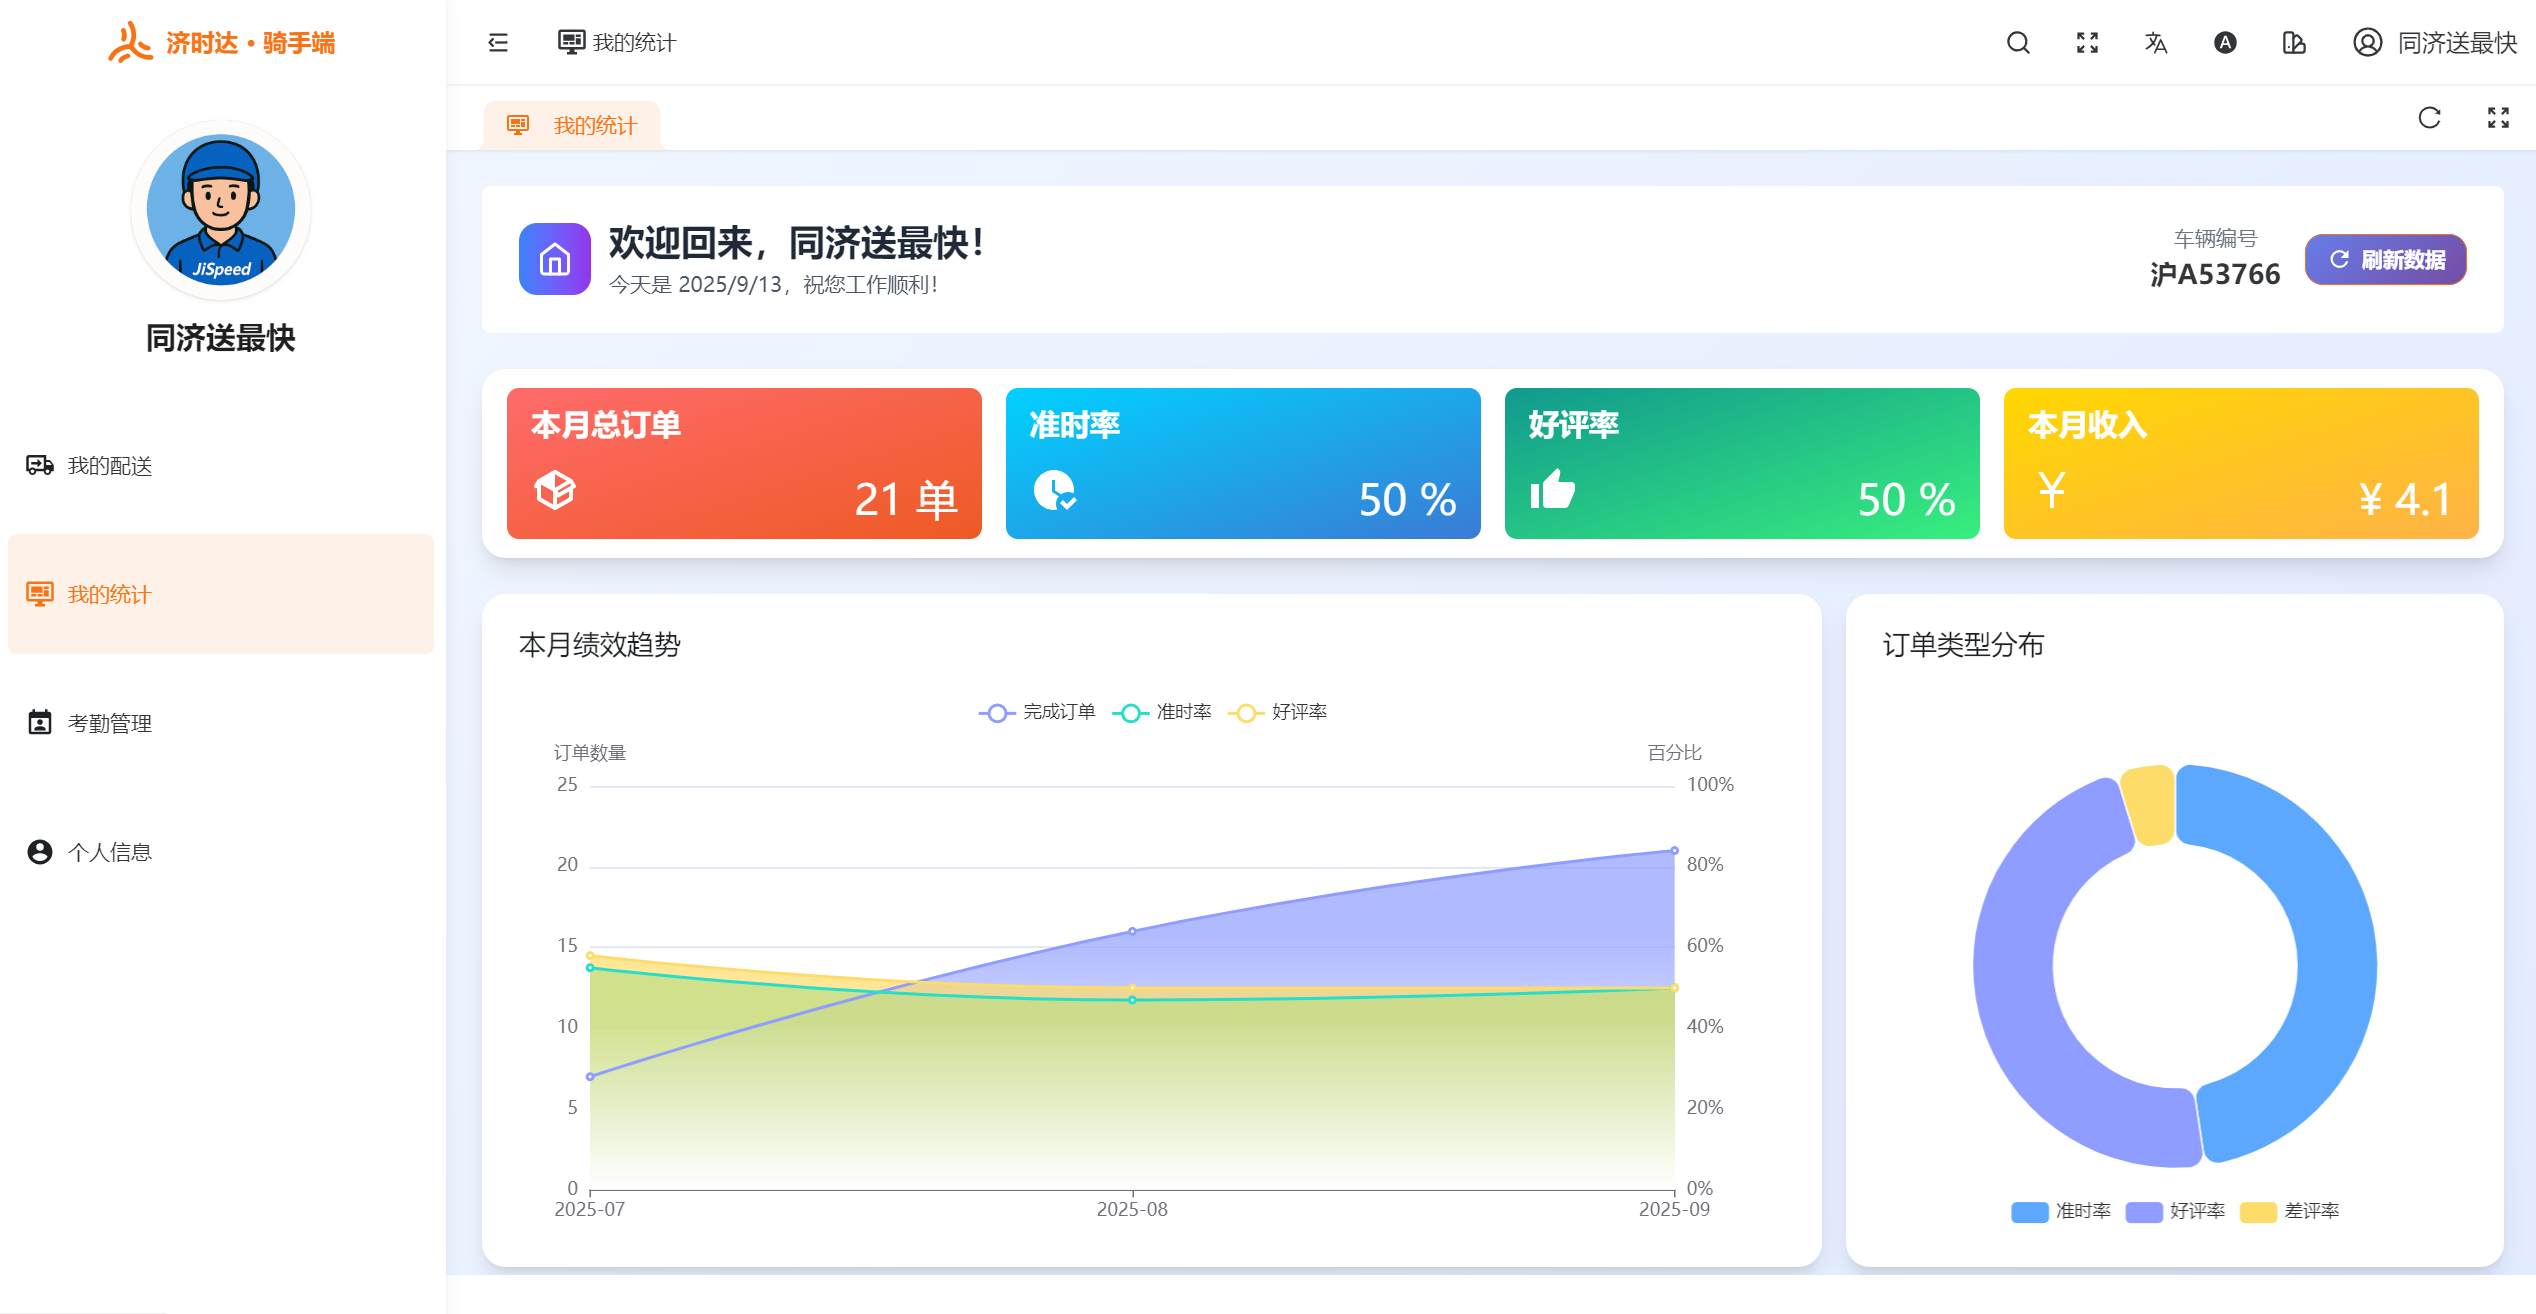 济时达·骑手端
JiSpeed
同济送最快
我的配送
我的统计
考勤管理
个人信息
我的统计
A
同济送最快
我的统计
欢迎回来，同济送最快！
今天是 2025/9/13，祝您工作顺利！
车辆编号
沪A53766
刷新数据
本月总订单
21 单
准时率
50 %
好评率
50 %
本月收入
¥
¥ 4.1
本月绩效趋势
完成订单 准时率 好评率
订单数量 百分比
25 100%
20 80%
15 60%
10 40%
5 20%
0 0%
2025-07 2025-08 2025-09
订单类型分布
准时率 好评率 差评率